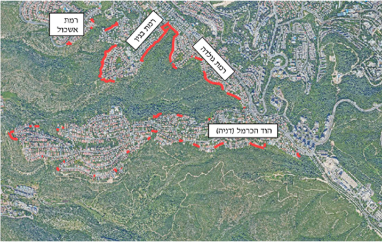 רמת
אשכול
רמת בגין
רמת גולדה
הוד הכרמל (דניה)